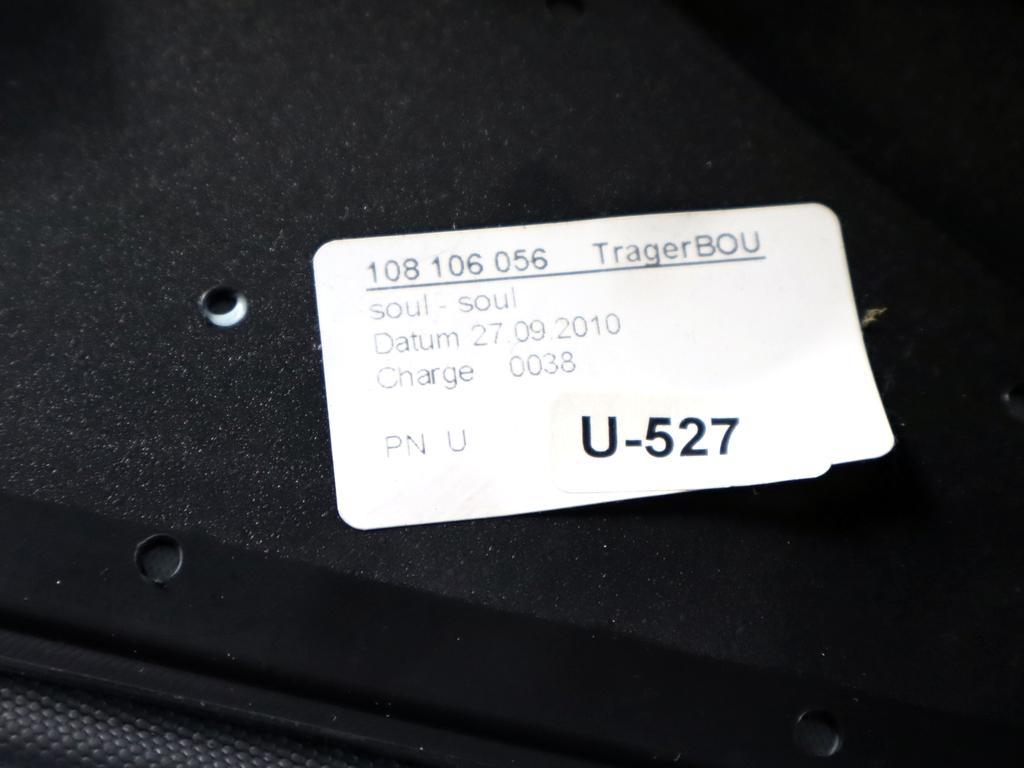 108 106 056 TragerBOU
soul - soul
Datum 27.09.2010
Charge 0038
PN U
U-527